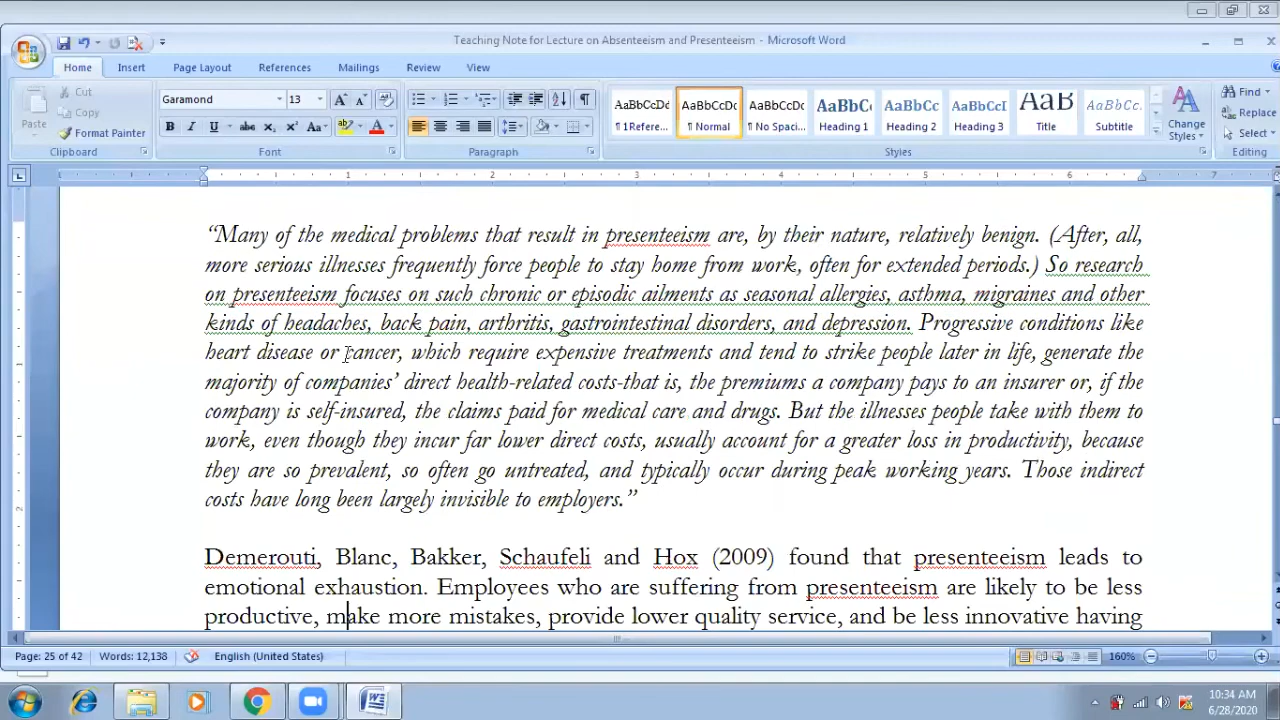 Teaching Note for Lecture on Absenteeism and Presenteeism - Microsoft Word
Home Insert Page Layout References Mailings Review View
Cut
Copy
Paste
Format Painter
Clipboard
Garamond 13
Font
Paragraph
AaBbCcDc AaBbCcDc AaBbCcDc AaBbC AaBbCc AaBbCcI AaB AaBbCc.
¶ 1Refere... ¶ Normal ¶ No Spaci... Heading 1 Heading 2 Heading 3 Title Subtitle
Change Styles
Styles
Find
Replace
Select
Editing
1 2 3 4 5 6 7
“Many of the medical problems that result in presenteeism are, by their nature, relatively benign. (After, all,
more serious illnesses frequently force people to stay home from work, often for extended periods.) So research
on presenteeism focuses on such chronic or episodic ailments as seasonal allergies, asthma, migraines and other
kinds of headaches, back pain, arthritis, gastrointestinal disorders, and depression. Progressive conditions like
heart disease or cancer, which require expensive treatments and tend to strike people later in life, generate the
majority of companies’ direct health-related costs-that is, the premiums a company pays to an insurer or, if the
company is self-insured, the claims paid for medical care and drugs. But the illnesses people take with them to
work, even though they incur far lower direct costs, usually account for a greater loss in productivity, because
they are so prevalent, so often go untreated, and typically occur during peak working years. Those indirect
costs have long been largely invisible to employers.”
Demerouti, Blanc, Bakker, Schaufeli and Hox (2009) found that presenteeism leads to
emotional exhaustion. Employees who are suffering from presenteeism are likely to be less
productive, make more mistakes, provide lower quality service, and be less innovative having
Page: 25 of 42 Words: 12,138 English (United States) 160%
10:34 AM
6/28/2020